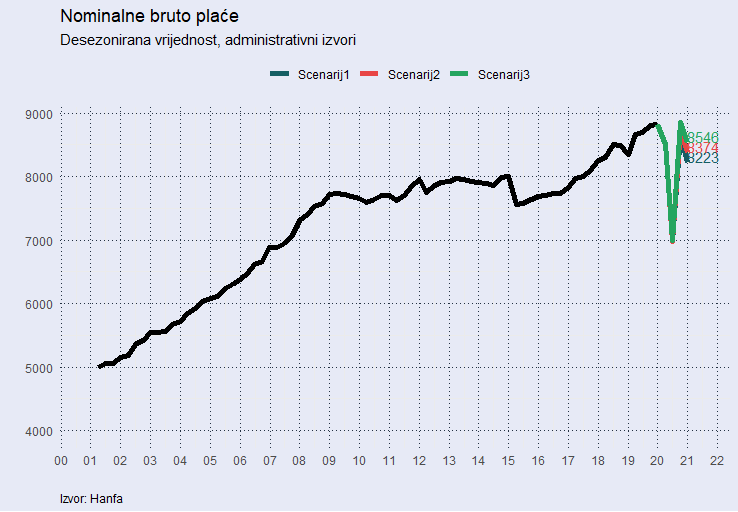 Nominalne bruto plaće
Desezonirana vrijednost, administrativni izvori
Scenarij1 Scenarij2 Scenarij3
9000
8000
7000
6000
5000
4000
8546
8374
8223
00 01 02 03 04 05 06 07 08 09 10 11 12 13 14 15 16 17 18 19 20 21 22
Izvor: Hanfa